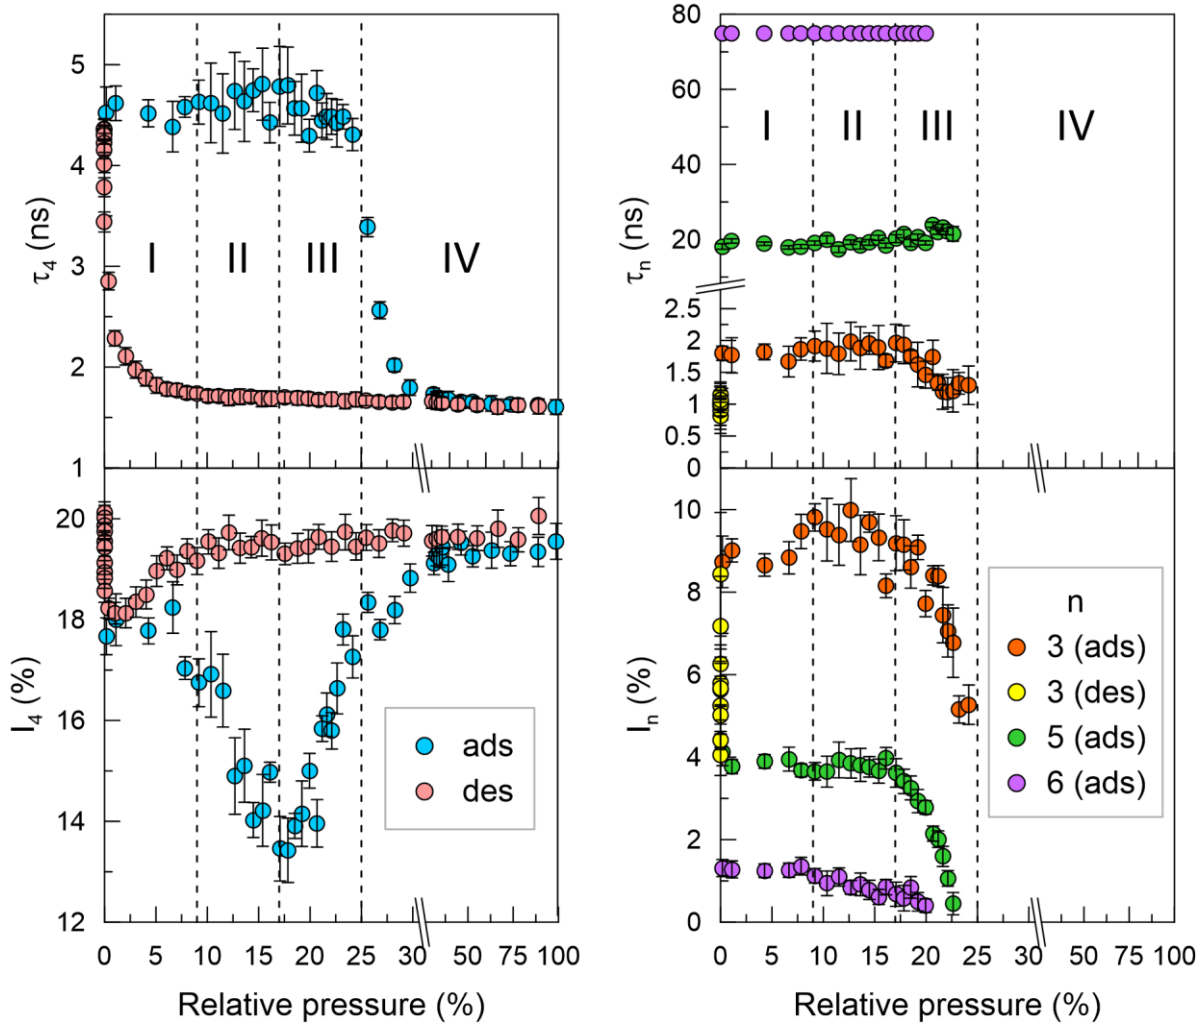 5
4
3
2
1
τ4 (ns)
I
II
III
IV
20
18
16
14
12
I4 (%)
ads
des
0
5
10
15
20
25
30
50
75
100
Relative pressure (%)
80
60
40
20
2.5
2
1.5
1
0.5
0
τn (ns)
I
II
III
IV
10
8
6
4
2
0
In (%)
n
3 (ads)
3 (des)
5 (ads)
6 (ads)
0
5
10
15
20
25
30
50
75
100
Relative pressure (%)